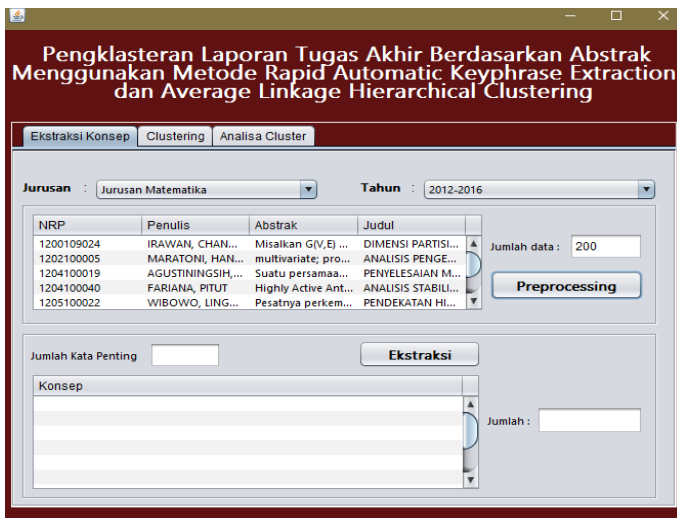 Pengklasteran Laporan Tugas Akhir Berdasarkan Abstrak
Menggunakan Metode Rapid Automatic Keyphrase Extraction
dan Average Linkage Hierarchical Clustering
Ekstraksi Konsep Clustering Analisa Cluster
Jurusan : Jurusan Matematika Tahun : 2012-2016
NRP Penulis Abstrak Judul
1200109024 IRAWAN, CHAN... Misalkan G(V,E) ... DIMENSI PARTISI...
1202100005 MARATONI, HAN... multivariate; pro... ANALISIS PENGE...
1204100019 AGUSTININGSIH,... Suatu persamaa... PENYELESAIAN M...
1204100040 FARIANA, PITUT Highly Active Ant... ANALISIS STABILI...
1205100022 WIBOWO, LING... Pesatnya perkem... PENDEKATAN HI...
Jumlah data : 200
Preprocessing
Jumlah Kata Penting Ekstraksi
Konsep
Jumlah :